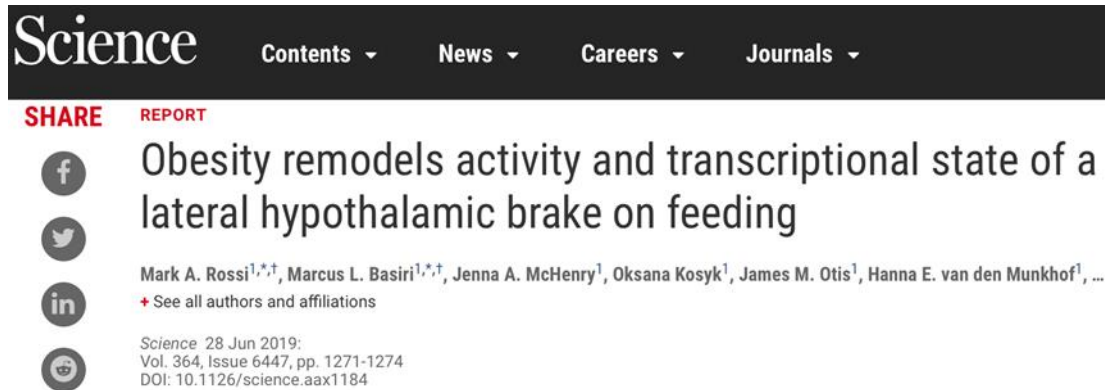 Science Contents News Careers Journals
SHARE
REPORT
Obesity remodels activity and transcriptional state of a
lateral hypothalamic brake on feeding
Mark A. Rossi1,*,†, Marcus L. Basiri1,*,†, Jenna A. McHenry1, Oksana Kosyk1, James M. Otis1, Hanna E. van den Munkhof1, ...
+ See all authors and affiliations
Science 28 Jun 2019:
Vol. 364, Issue 6447, pp. 1271-1274
DOI: 10.1126/science.aax1184
f
in